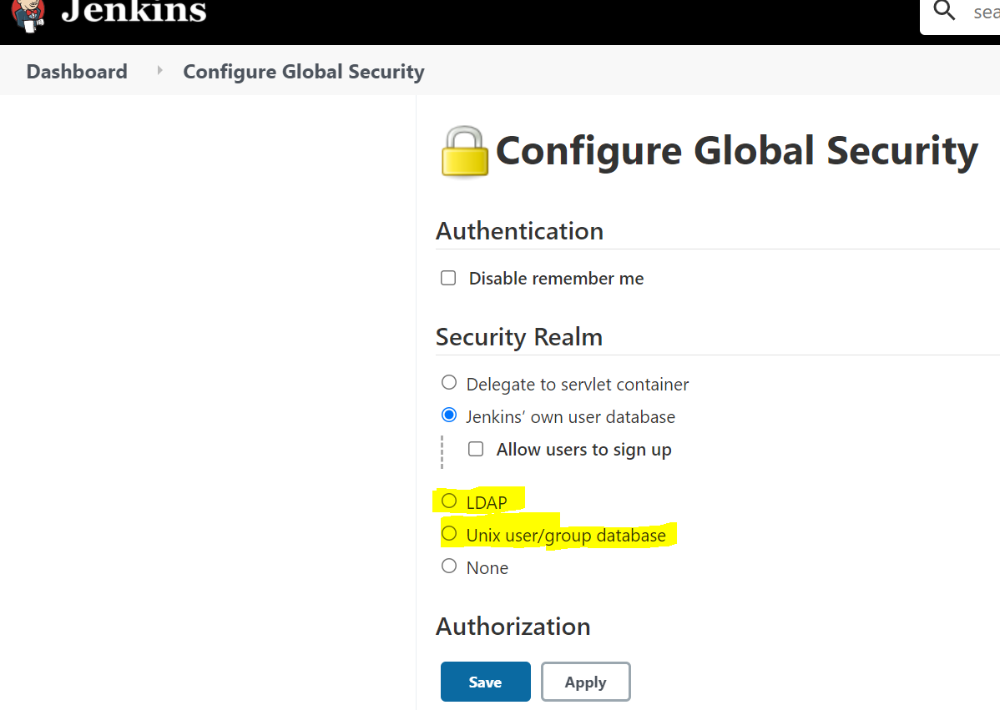 Jenkins
Dashboard Configure Global Security
Configure Global Security
Authentication
Disable remember me
Security Realm
Delegate to servlet container
Jenkins’ own user database
Allow users to sign up
LDAP
Unix user/group database
None
Authorization
Save Apply